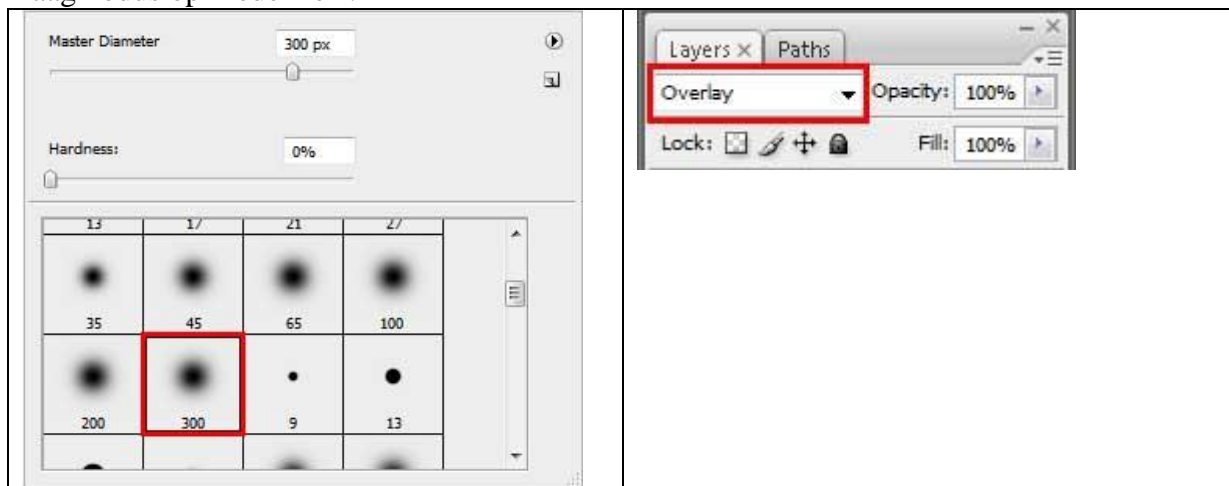 Master Diameter 300 px
Hardness: 0%
13 17 21 27
35 45 65 100
200 300 9 13
Layers × Paths
Overlay Opacity: 100%
Lock: Fill: 100%